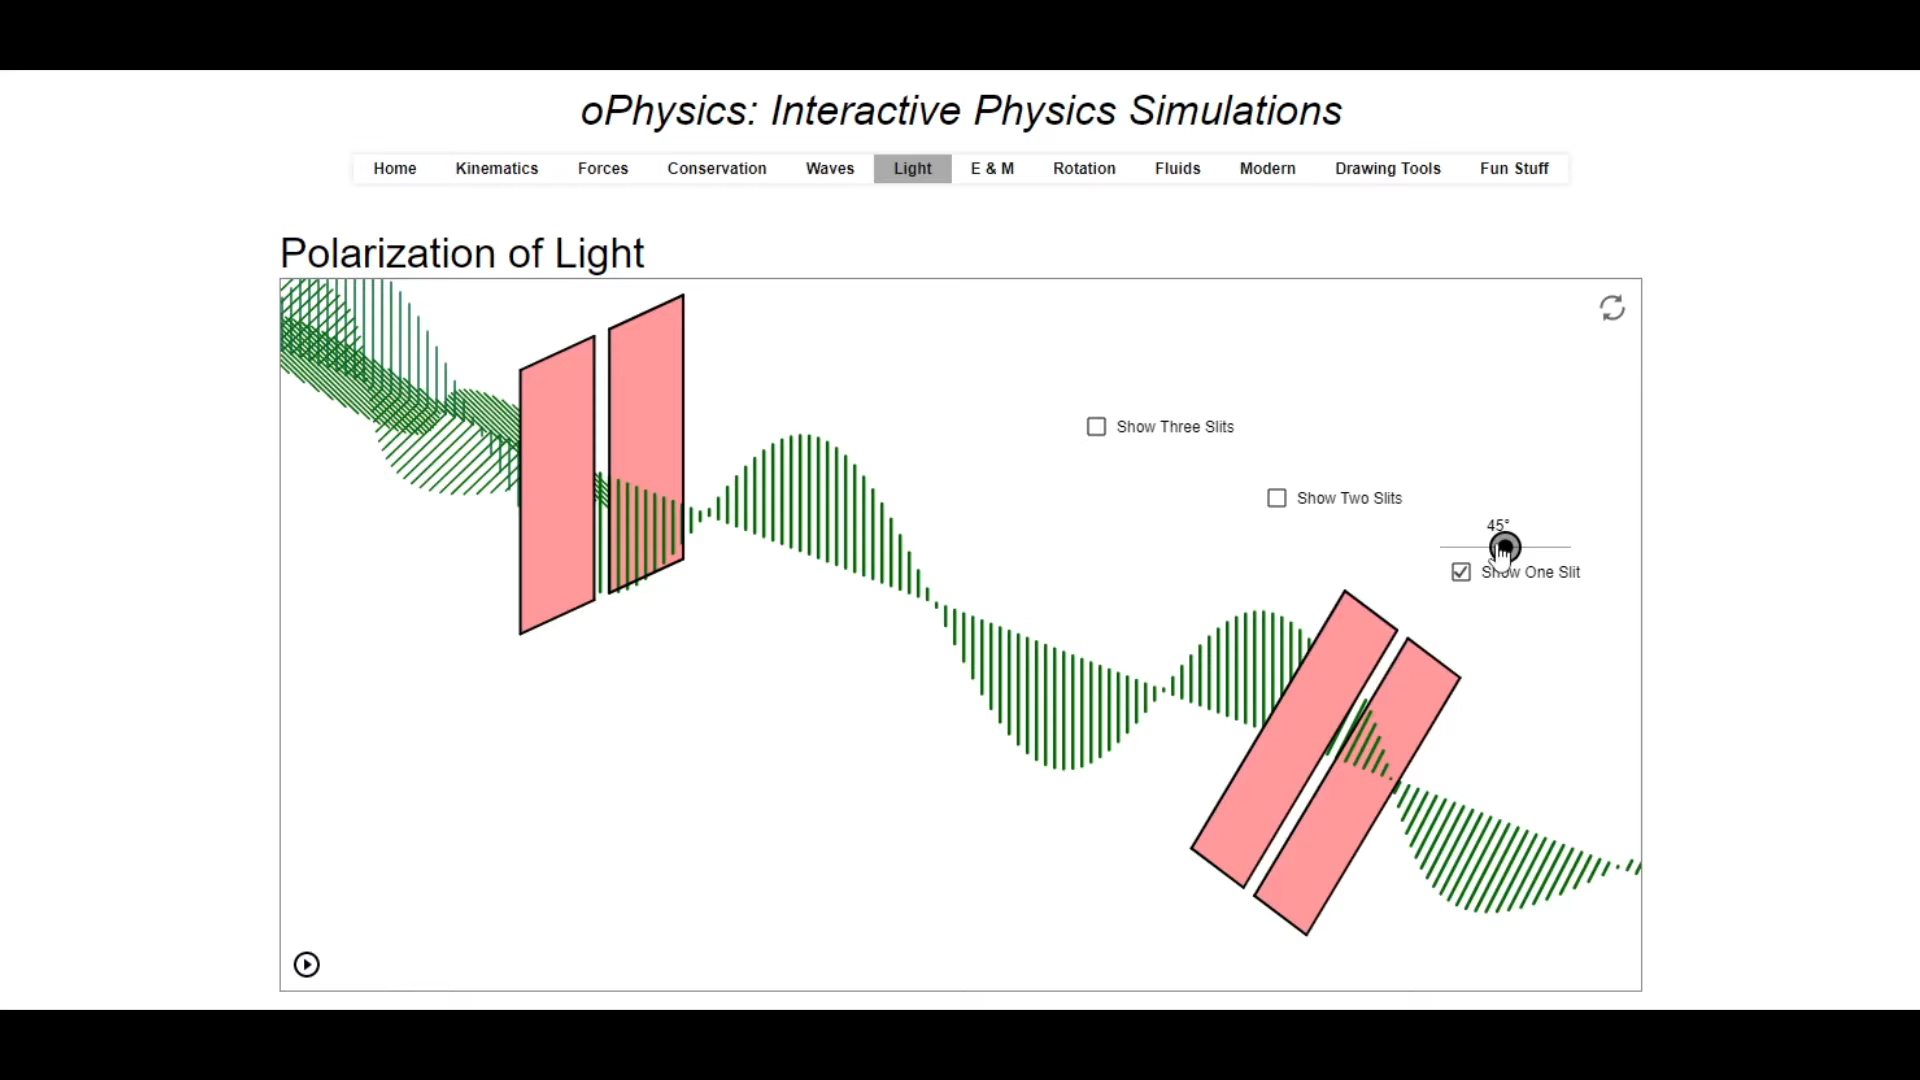 oPhysics: Interactive Physics Simulations
Home Kinematics Forces Conservation Waves Light E & M Rotation Fluids Modern Drawing Tools Fun Stuff
Polarization of Light
Show Three Slits
Show Two Slits
45°
Show One Slit